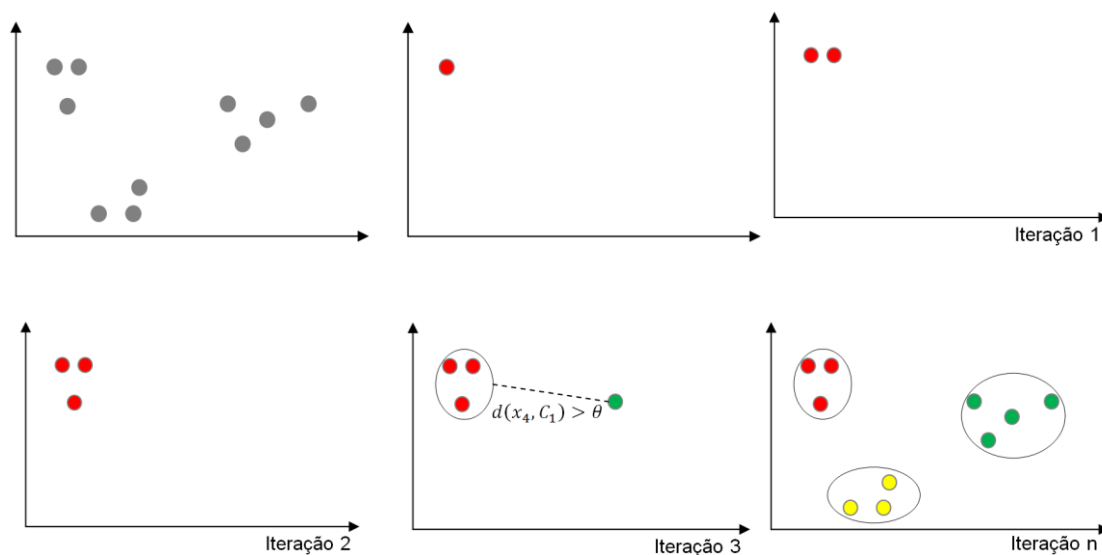 Iteração 1
d(x₄, C₁) > θ
Iteração 2
Iteração 3
Iteração n